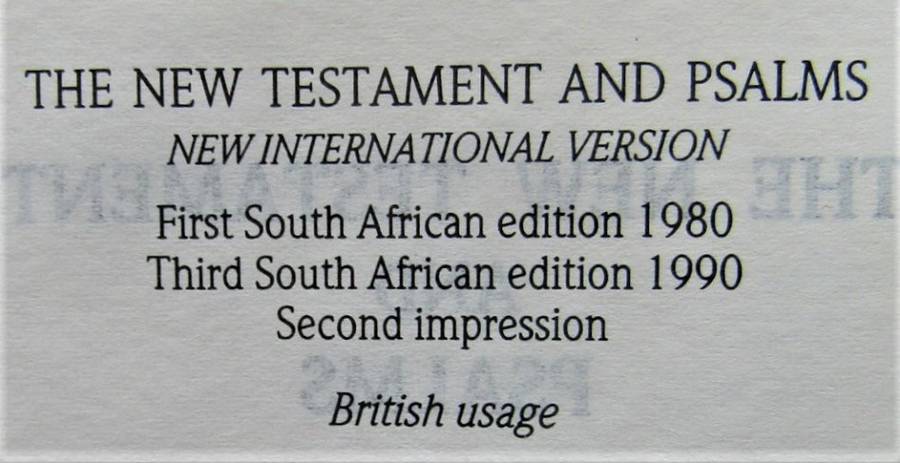 THE NEW TESTAMENT AND PSALMS
NEW INTERNATIONAL VERSION
First South African edition 1980
Third South African edition 1990
Second impression
British usage